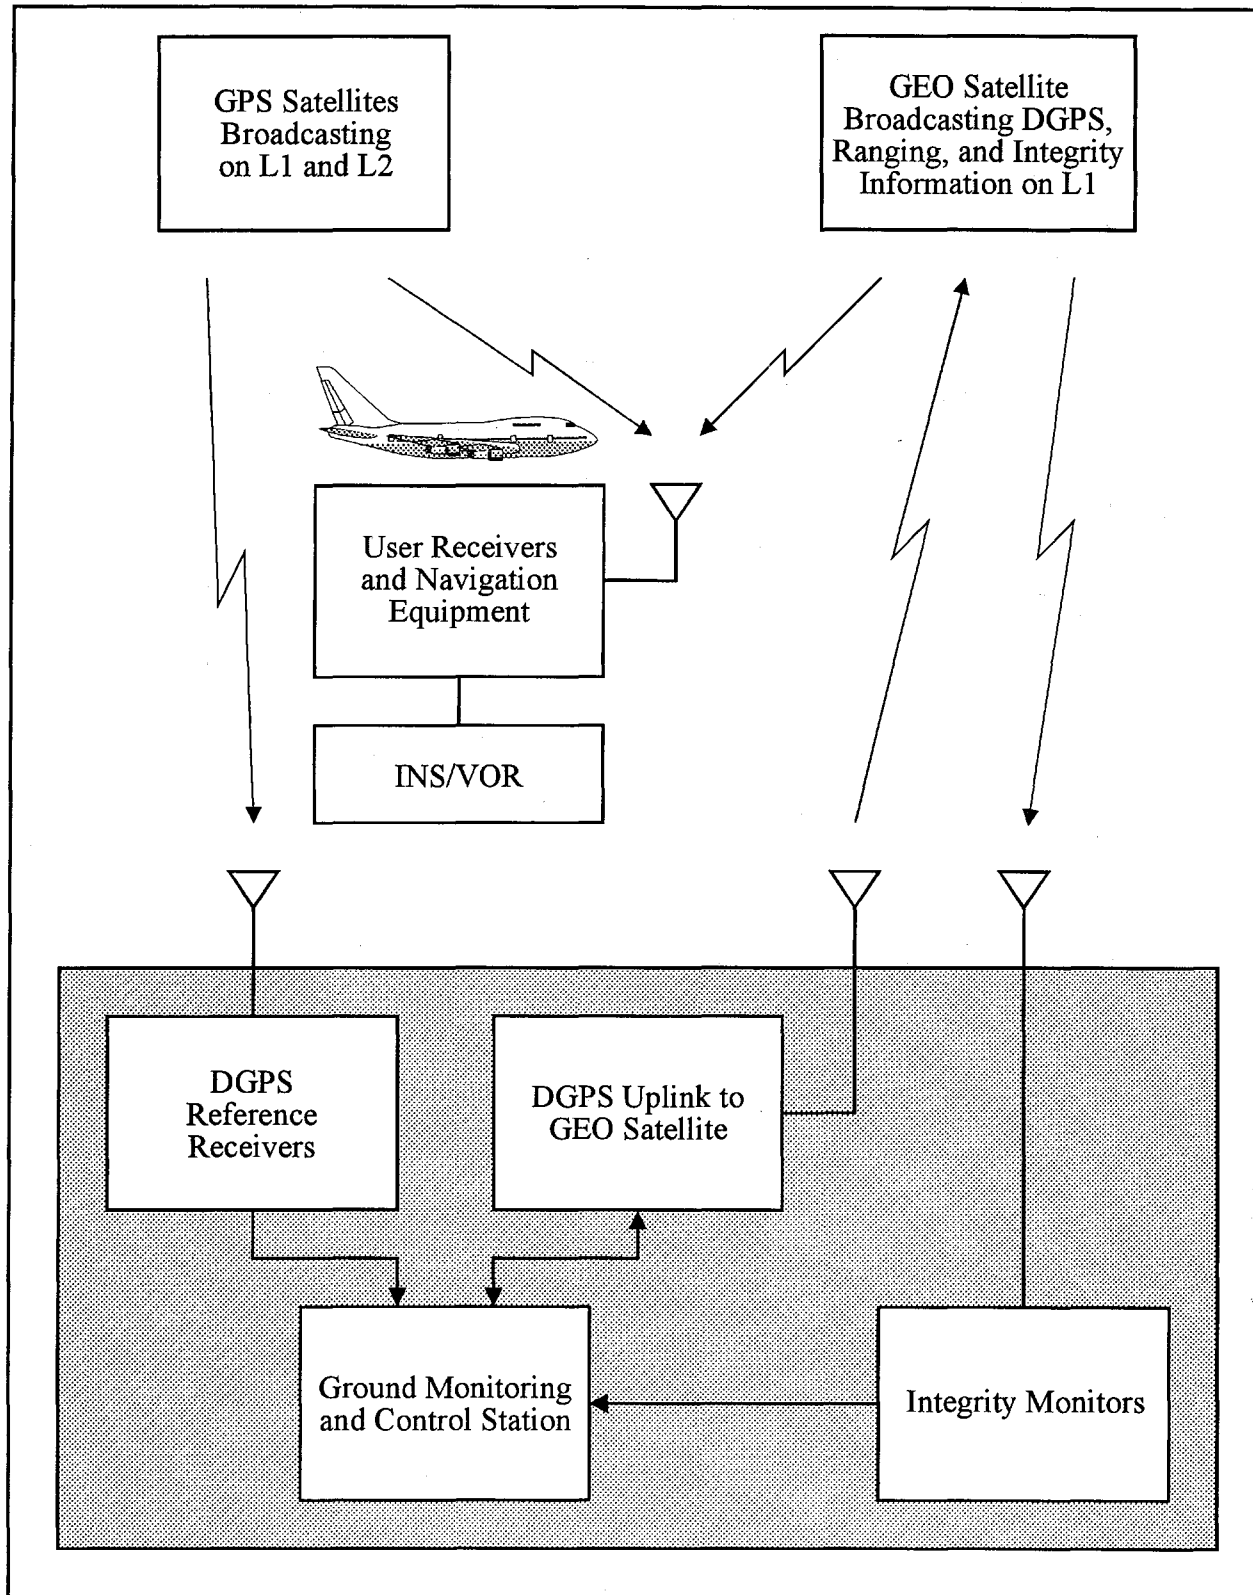 GPS Satellites
Broadcasting
on L1 and L2
GEO Satellite
Broadcasting DGPS,
Ranging, and Integrity
Information on L1
User Receivers
and Navigation
Equipment
INS/VOR
DGPS
Reference
Receivers
DGPS Uplink to
GEO Satellite
Ground Monitoring
and Control Station
Integrity Monitors